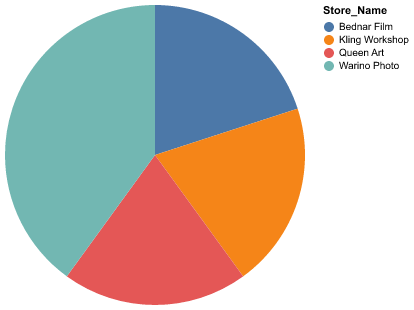 Store_Name
Bednar Film
Kling Workshop
Queen Art
Warino Photo